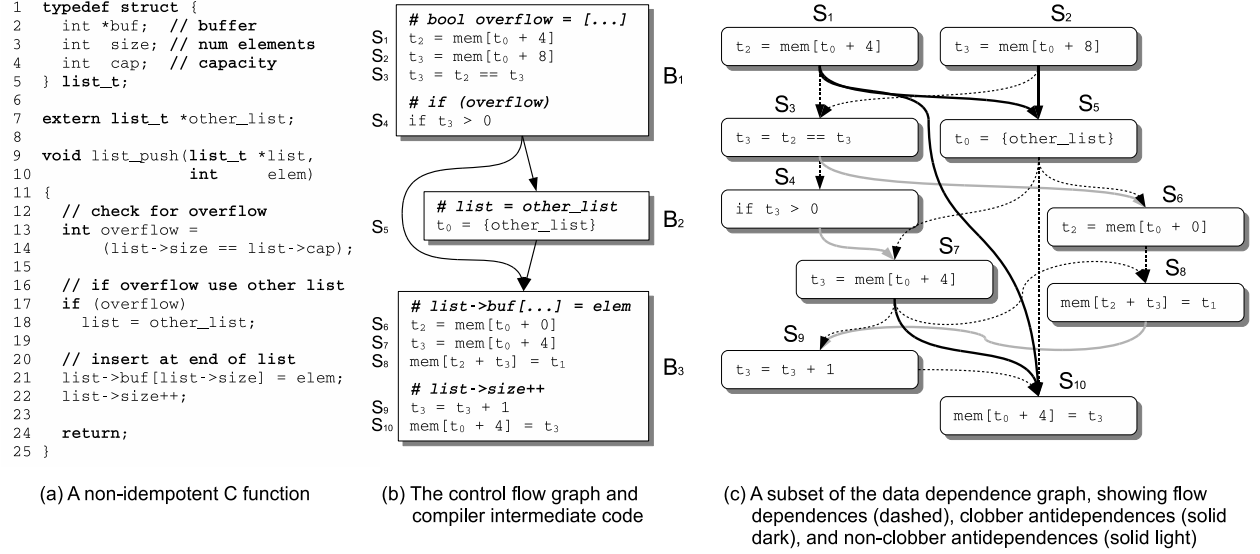 1 typedef struct {
2 int *buf; // buffer
3 int size; // num elements
4 int cap; // capacity
5 } list_t;
6
7 extern list_t *other_list;
8
9 void list_push(list_t *list,
10 int elem)
11 {
12 // check for overflow
13 int overflow =
14 (list->size == list->cap);
15
16 // if overflow use other list
17 if (overflow)
18 list = other_list;
19
20 // insert at end of list
21 list->buf[list->size] = elem;
22 list->size++;
23
24 return;
25 }
(a) A non-idempotent C function
# bool overflow = [...]
S₁ t₂ = mem[t₀ + 4]
S₂ t₃ = mem[t₀ + 8]
S₃ t₃ = t₂ == t₃
# if (overflow)
S₄ if t₃ > 0
B₁
# list = other_list
S₅ t₀ = {other_list}
B₂
# list->buf[...] = elem
S₆ t₂ = mem[t₀ + 0]
S₇ t₃ = mem[t₀ + 4]
S₈ mem[t₂ + t₃] = t₁
# list->size++
S₉ t₃ = t₃ + 1
S₁₀ mem[t₀ + 4] = t₃
B₃
(b) The control flow graph and
compiler intermediate code
S₁
t₂ = mem[t₀ + 4]
S₂
t₃ = mem[t₀ + 8]
S₃
t₃ = t₂ == t₃
S₅
t₀ = {other_list}
S₄
if t₃ > 0
S₆
t₂ = mem[t₀ + 0]
S₇
t₃ = mem[t₀ + 4]
S₈
mem[t₂ + t₃] = t₁
S₉
t₃ = t₃ + 1
S₁₀
mem[t₀ + 4] = t₃
(c) A subset of the data dependence graph, showing flow
dependences (dashed), clobber antidependences (solid
dark), and non-clobber antidependences (solid light)